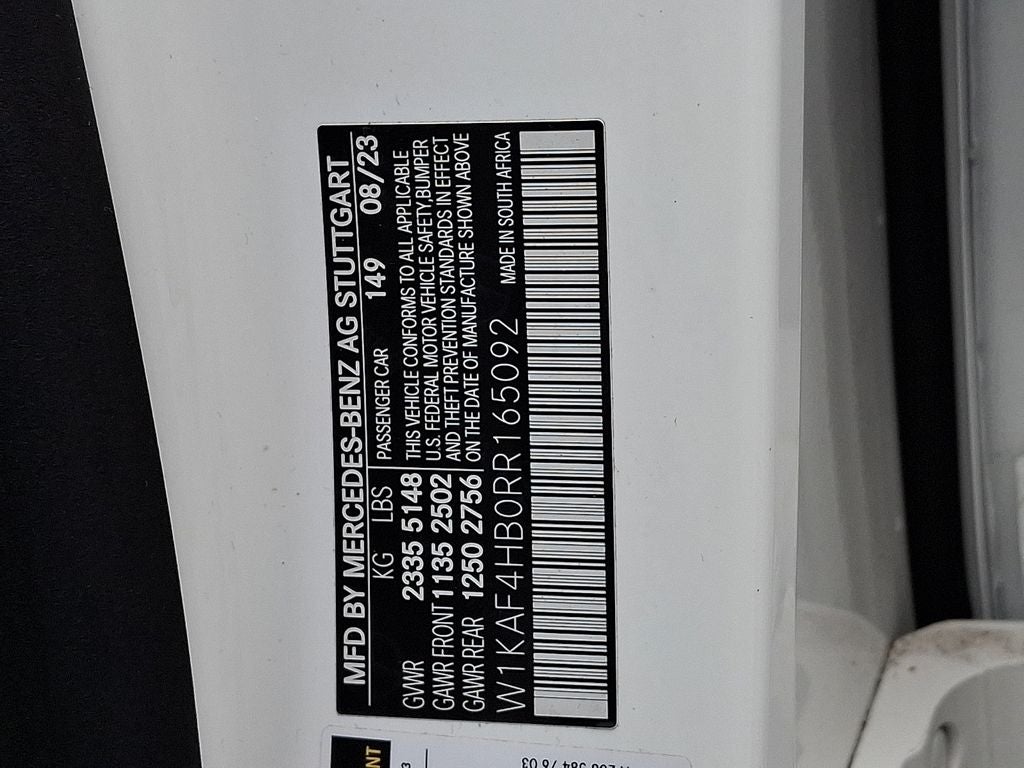 MFD BY MERCEDES-BENZ AG STUTTGART
KG LBS PASSENGER CAR 149 08/23
GVWR 2335 5148 THIS VEHICLE CONFORMS TO ALL APPLICABLE
U.S. FEDERAL MOTOR VEHICLE SAFETY,BUMPER
GAWR FRONT 1135 2502 AND THEFT PREVENTION STANDARDS IN EFFECT
GAWR REAR 1250 2756 ON THE DATE OF MANUFACTURE SHOWN ABOVE
W1KAF4HB0RR165092 MADE IN SOUTH AFRICA